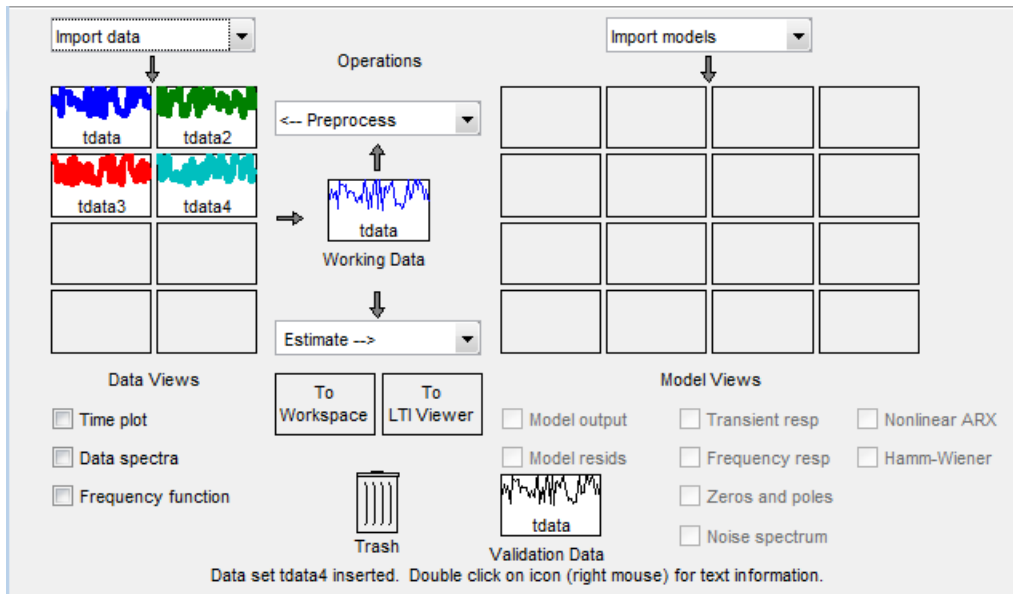 Import data
Import models
Operations
tdata
tdata2
<-- Preprocess
tdata3
tdata4
tdata
Working Data
Estimate -->
Data Views
Model Views
To
Workspace
To
LTI Viewer
Time plot
Model output
Transient resp
Nonlinear ARX
Data spectra
Model resids
Frequency resp
Hamm-Wiener
Frequency function
Zeros and poles
tdata
Noise spectrum
Trash
Validation Data
Data set tdata4 inserted. Double click on icon (right mouse) for text information.